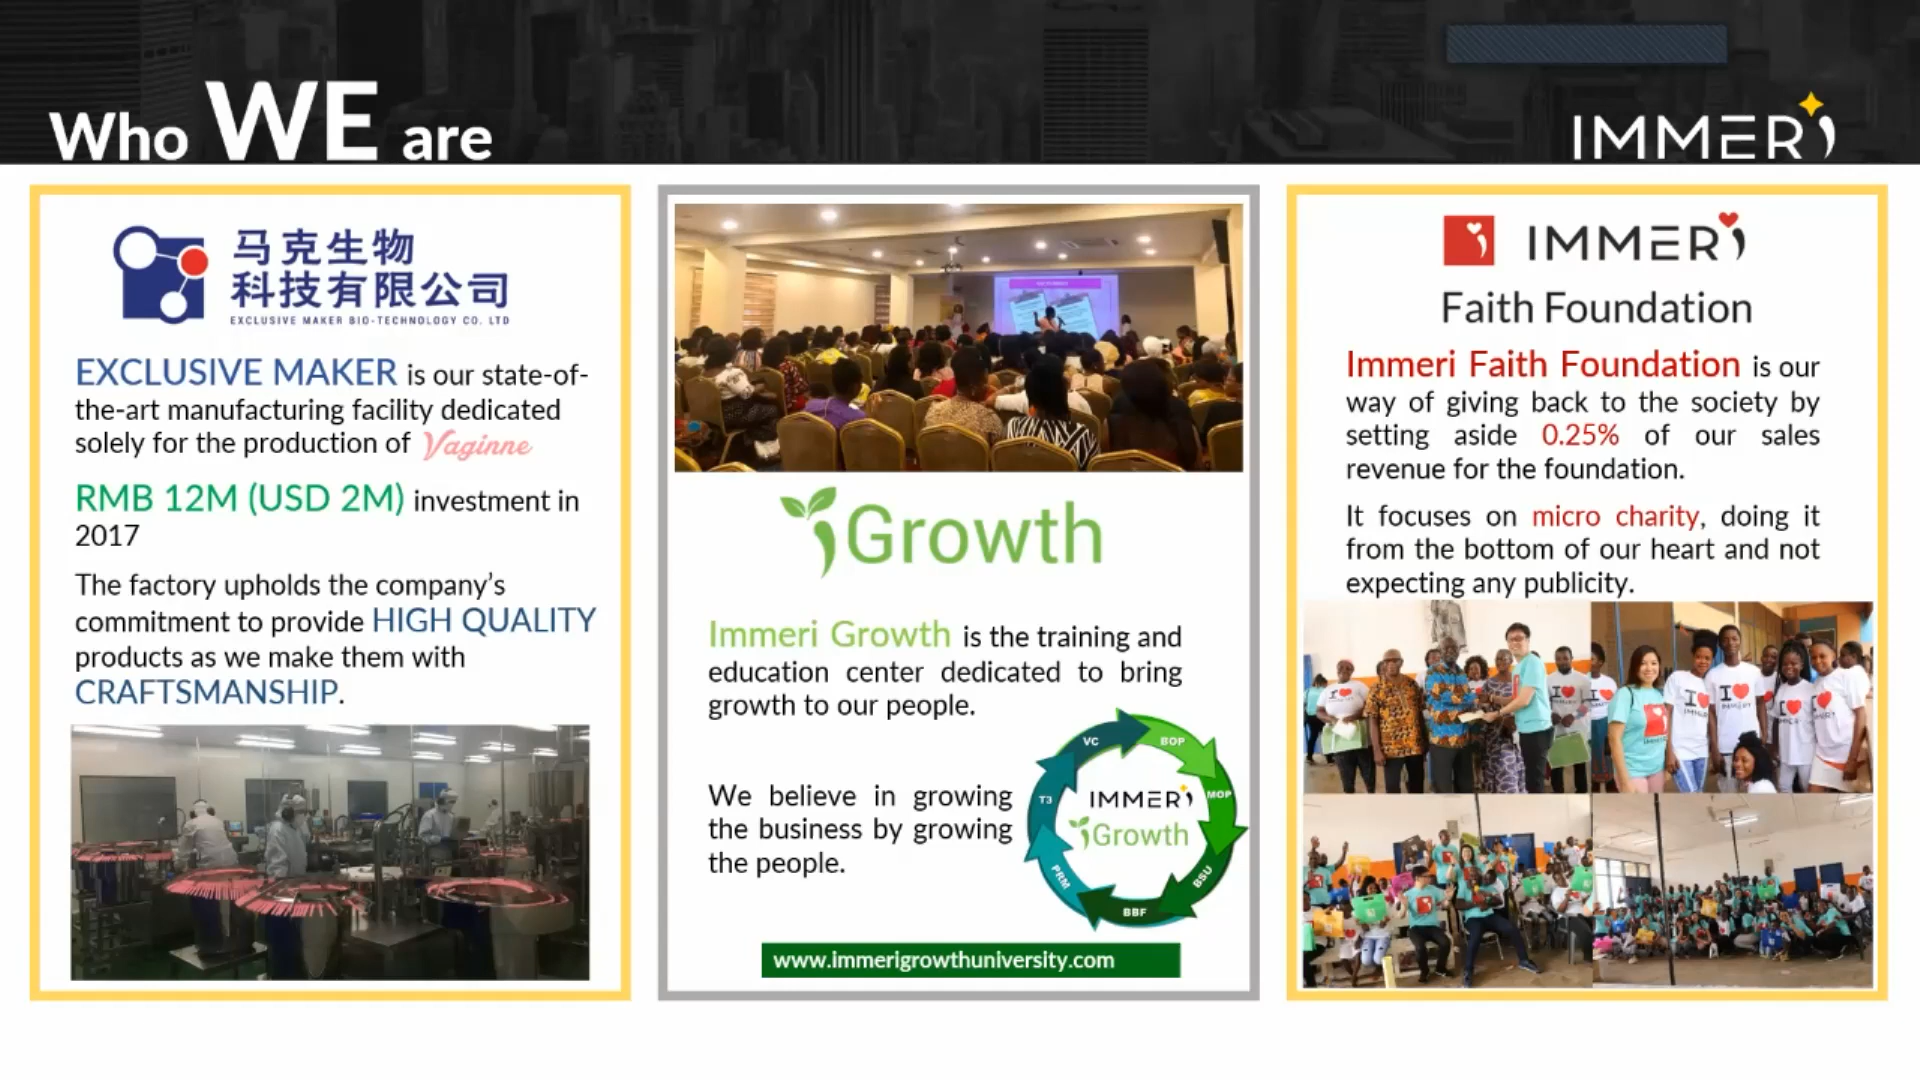 Who WE are
IMMERI
马克生物
科技有限公司
EXCLUSIVE MAKER BIO-TECHNOLOGY CO. LTD
EXCLUSIVE MAKER is our state-of-
the-art manufacturing facility dedicated
solely for the production of Vaginne
RMB 12M (USD 2M) investment in
2017
The factory upholds the company's
commitment to provide HIGH QUALITY
products as we make them with
CRAFTSMANSHIP.
iGrowth
Immeri Growth is the training and
education center dedicated to bring
growth to our people.
We believe in growing
the business by growing
the people.
VC
BOP
MOP
BSU
BBF
PRM
T3
IMMERI
iGrowth
www.immerigrowthuniversity.com
IMMERI
Faith Foundation
Immeri Faith Foundation is our
way of giving back to the society by
setting aside 0.25% of our sales
revenue for the foundation.
It focuses on micro charity, doing it
from the bottom of our heart and not
expecting any publicity.